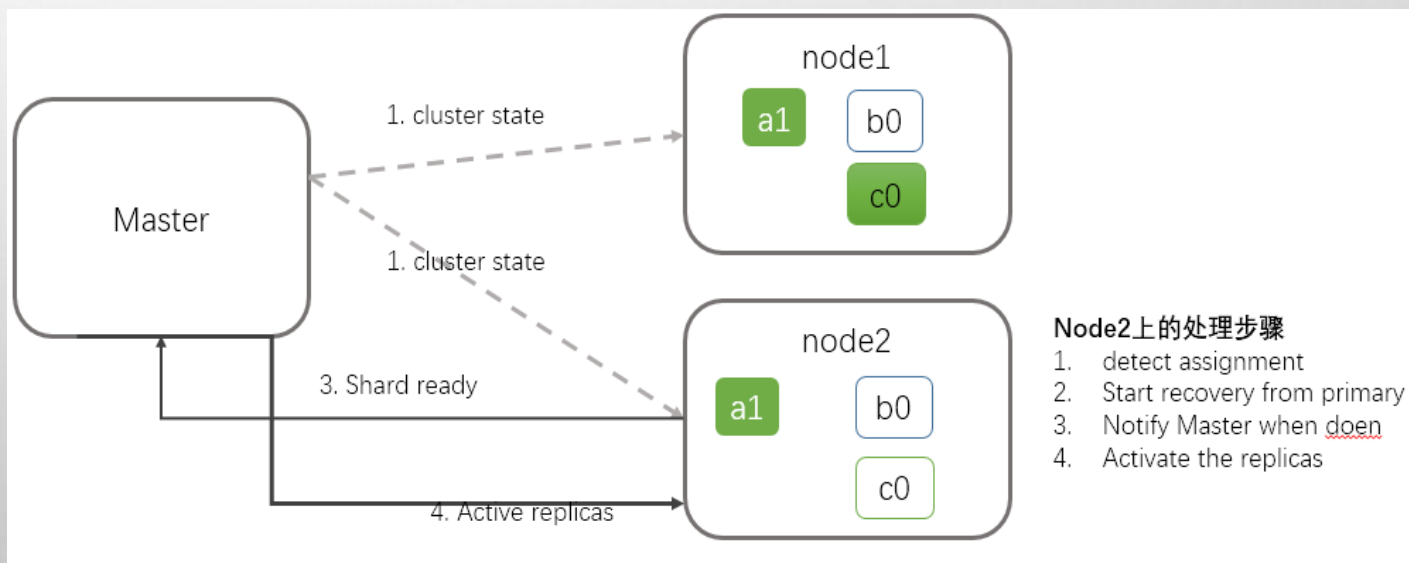 node1
1. cluster state
a1
b0
Master
c0
1. cluster state
node2
Node2上的处理步骤
1. detect assignment
2. Start recovery from primary
3. Notify Master when doen
4. Activate the replicas
3. Shard ready
a1
b0
c0
4. Active replicas